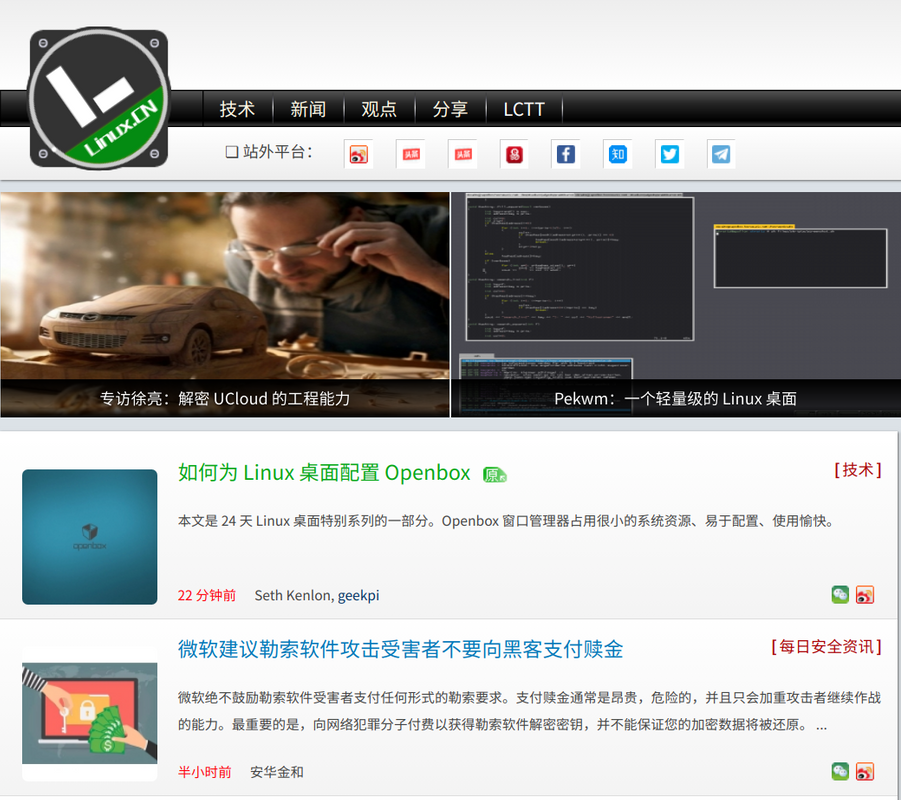 Linux.CN
技术
新闻
观点
分享
LCTT
❏ 站外平台：
头条
头条
知
专访徐亮：解密 UCloud 的工程能力
Pekwm：一个轻量级的 Linux 桌面
如何为 Linux 桌面配置 Openbox 原
[ 技术 ]
openbox
本文是 24 天 Linux 桌面特别系列的一部分。Openbox 窗口管理器占用很小的系统资源、易于配置、使用愉快。
22 分钟前 Seth Kenlon, geekpi
微软建议勒索软件攻击受害者不要向黑客支付赎金
[ 每日安全资讯 ]
微软绝不鼓励勒索软件受害者支付任何形式的勒索要求。支付赎金通常是昂贵，危险的，并且只会加重攻击者继续作战
的能力。最重要的是，向网络犯罪分子付费以获得勒索软件解密密钥，并不能保证您的加密数据将被还原。 ...
半小时前 安华金和